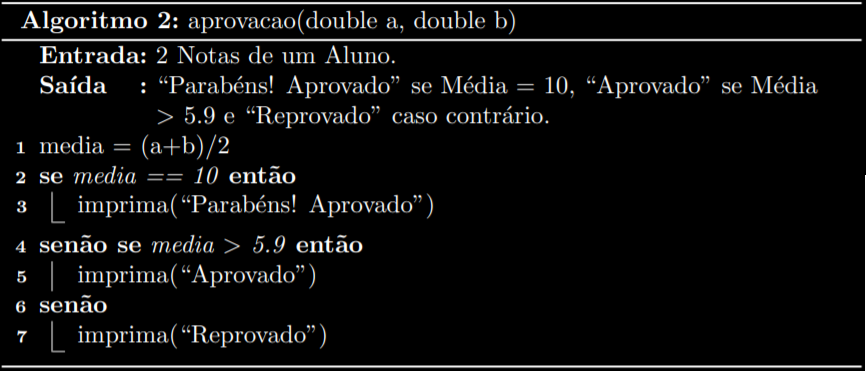 Algoritmo 2: aprovacao(double a, double b)
Entrada: 2 Notas de um Aluno.
Saída : “Parabéns! Aprovado” se Média = 10, “Aprovado” se Média
> 5.9 e “Reprovado” caso contrário.
1 media = (a+b)/2
2 se media == 10 então
3 imprima(“Parabéns! Aprovado”)
4 senão se media > 5.9 então
5 imprima(“Aprovado”)
6 senão
7 imprima(“Reprovado”)